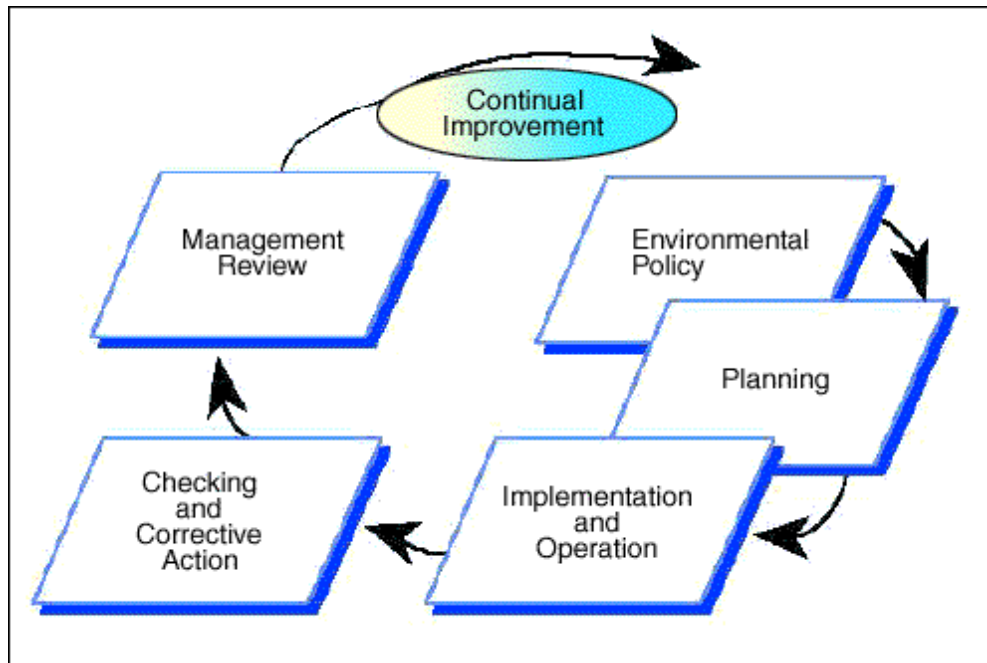 Continual
Improvement
Management
Review
Environmental
Policy
Planning
Implementation
and
Operation
Checking
and
Corrective
Action